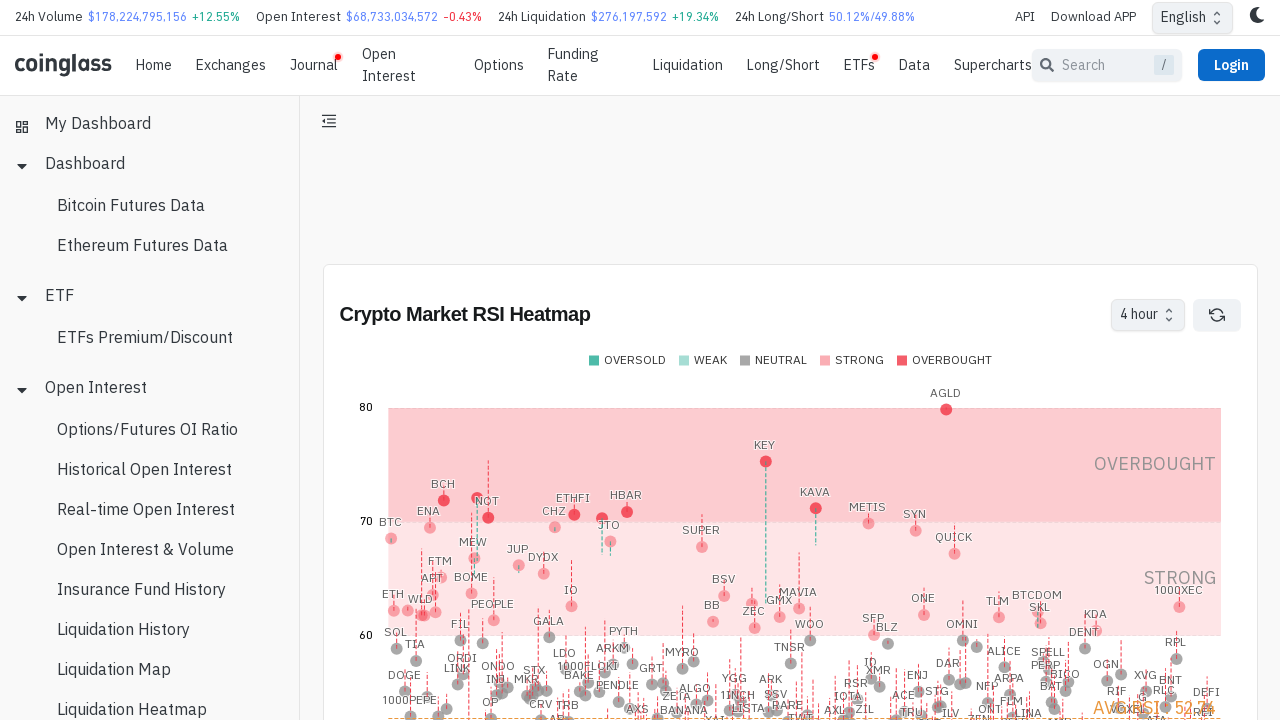 24h Volume $178,224,795,156 +12.55% Open Interest $68,733,034,572 -0.43% 24h Liquidation $276,197,592 +19.34% 24h Long/Short 50.12%/49.88% API Download APP English
coinglass Home Exchanges Journal Open Interest Options Funding Rate Liquidation Long/Short ETFs Data Supercharts Search / Login
My Dashboard
Dashboard
Bitcoin Futures Data
Ethereum Futures Data
ETF
ETFs Premium/Discount
Open Interest
Options/Futures OI Ratio
Historical Open Interest
Real-time Open Interest
Open Interest & Volume
Insurance Fund History
Liquidation History
Liquidation Map
Liquidation Heatmap
Crypto Market RSI Heatmap 4 hour
OVERSOLD WEAK NEUTRAL STRONG OVERBOUGHT
AGLD
80
KEY
OVERBOUGHT
BCH
NOT ETHFI HBAR KAVA
ENA CHZ METIS SYN
70 BTC JTO SUPER QUICK
MEW JUP DYDX
FTM
APT BOME BSV STRONG
ETH WLD IO MAVIA 100QXEC
PEOPLE BB GMX ONE TLM BTCDOM
ZEC SKL KDA
FIL GALA WOO SFP BLZ OMNI
60 SOL PYTH DENT
TIA LDO ARKM MYRO TNSR ALICE SPELL RPL
ORDI
LINK ONDO STX 1000FLOKI GRT ID XMR DAR PERP OGN
DOGE INJ MKR BAKE YGG ARK ENJ ARPA BICO XVG BNT
PENDLE ALGO RSR STG NFP BAT RIF RLC DEFI
1000PEPE OP CRV TRB ZETA 1INCH SSV IOTA ACE FLM
AXS BANANA LISTA RARE AXL ZIL TRU ILV ONT LINA